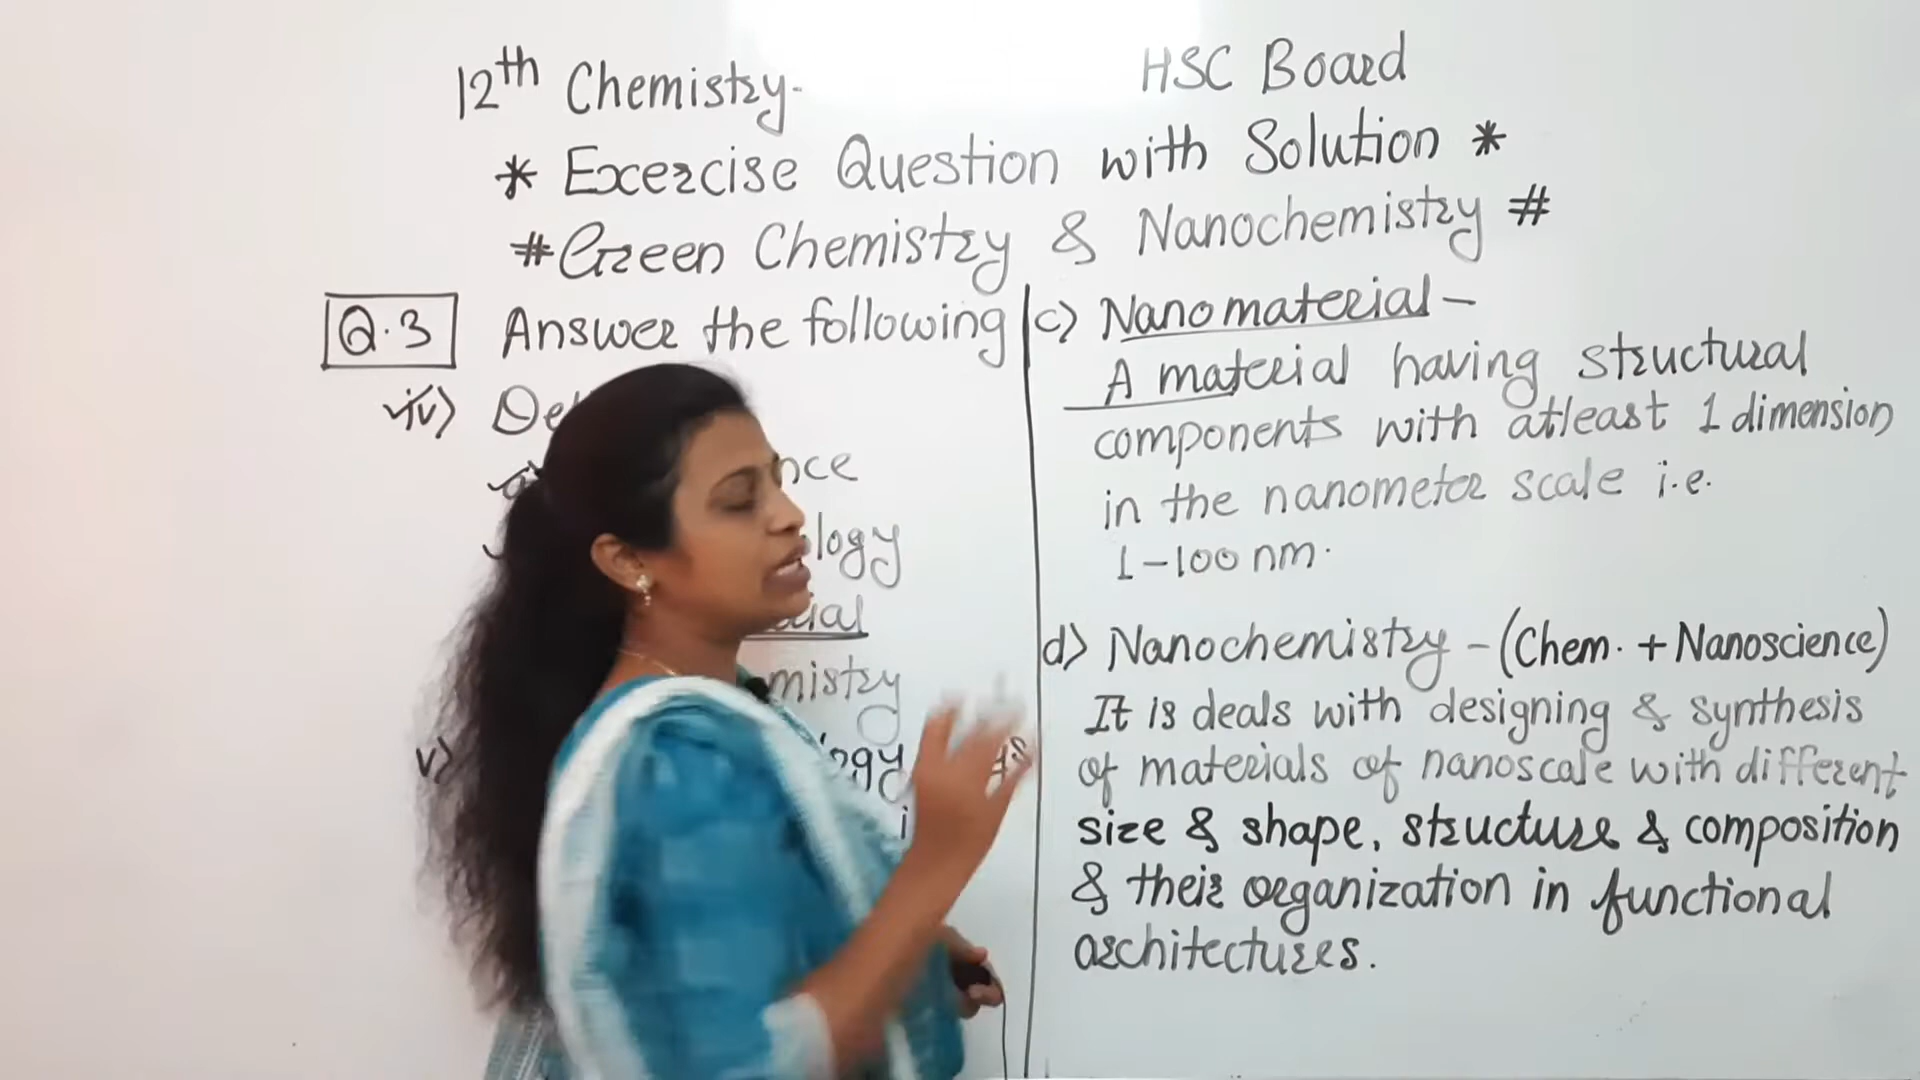 12th Chemistry.
HSC Board
* Excercise Question with Solution *
# Green Chemistry & Nanochemistry #
Q.3 Answer the following
iv)
logy
mistry
v)
c) Nanomaterial -
A material having structural
components with atleast 1 dimension
in the nanometer scale i.e.
1-100 nm.
d) Nanochemistry - (Chem. + Nanoscience)
It is deals with designing & synthesis
of materials of nanoscale with different
size & shape, structure & composition
& their organization in functional
architectures.